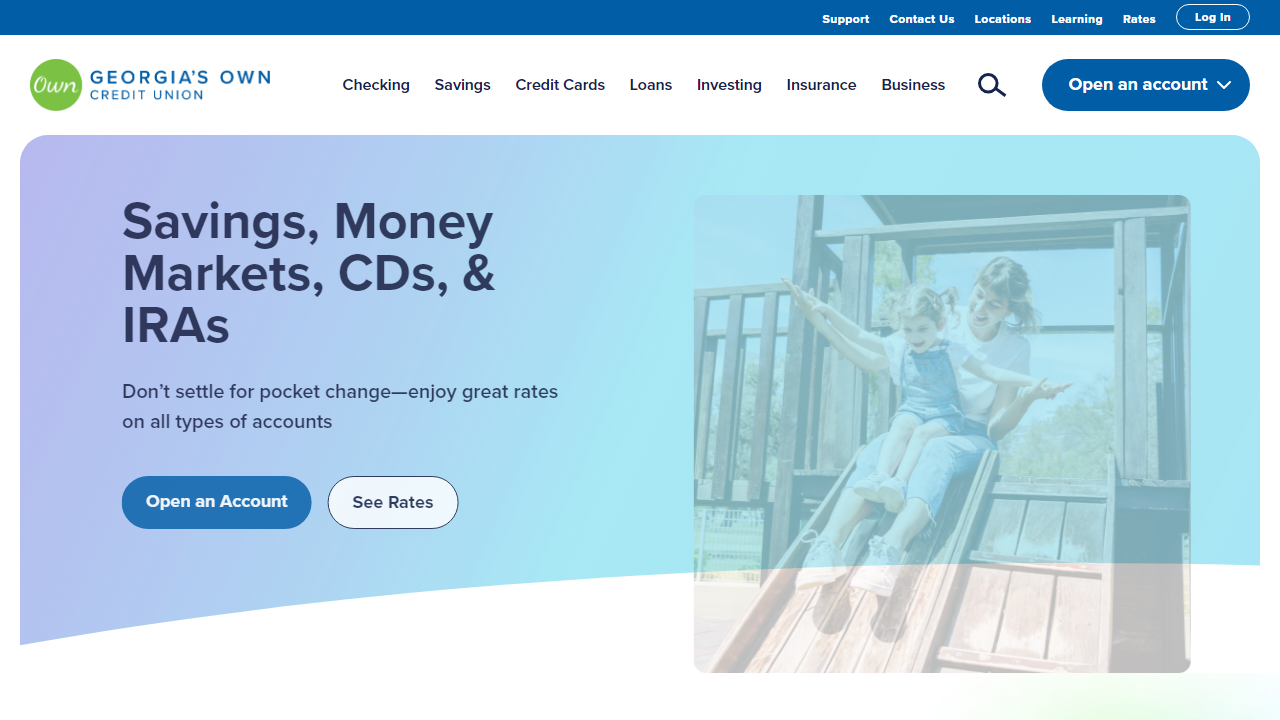 Support Contact Us Locations Learning Rates Log In
Own GEORGIA'S OWN
CREDIT UNION
Checking Savings Credit Cards Loans Investing Insurance Business Open an account
Savings, Money
Markets, CDs, &
IRAs
Don’t settle for pocket change—enjoy great rates
on all types of accounts
Open an Account See Rates